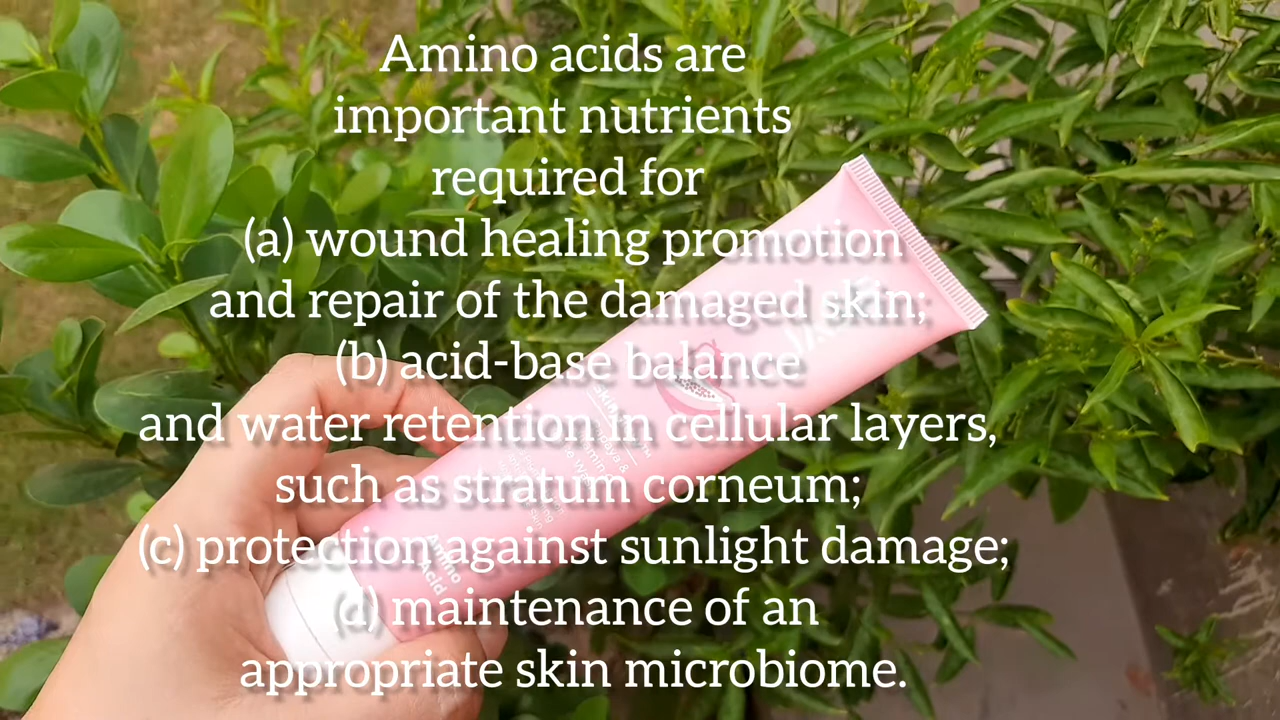 Amino acids are
important nutrients
required for
(a) wound healing promotion
and repair of the damaged skin;
(b) acid-base balance
and water retention in cellular layers,
such as stratum corneum;
(c) protection against sunlight damage;
(d) maintenance of an
appropriate skin microbiome.
Amino
Acid